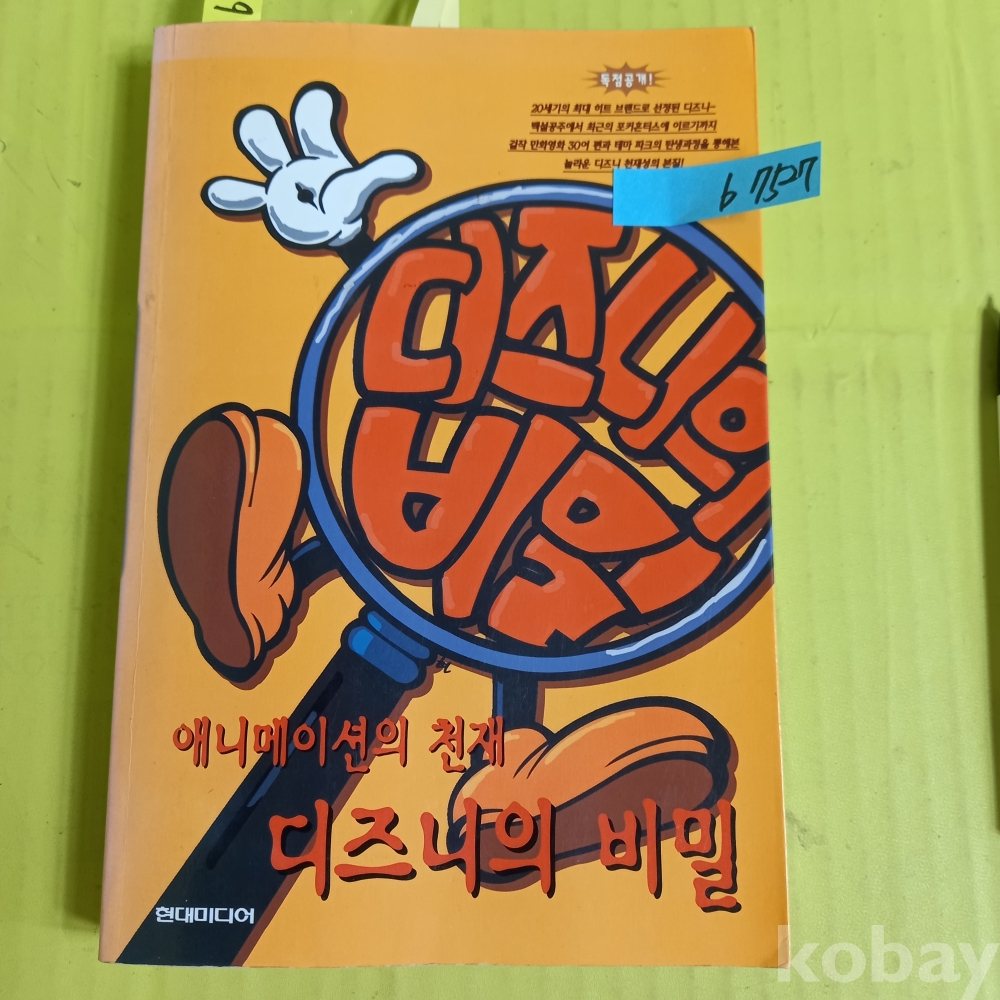 9
독점공개!
20세기의 최대 히트 브랜드로 선정된 디즈니-
백설공주에서 최근의 포카혼터스에 이르기까지
걸작 만화영화 30여 편과 테마 파크의 탄생과정을 통해본
놀라운 디즈니 천재성의 본질!
b 7527
디즈니의
비밀
애니메이션의 천재
디즈니의 비밀
현대미디어
kobay